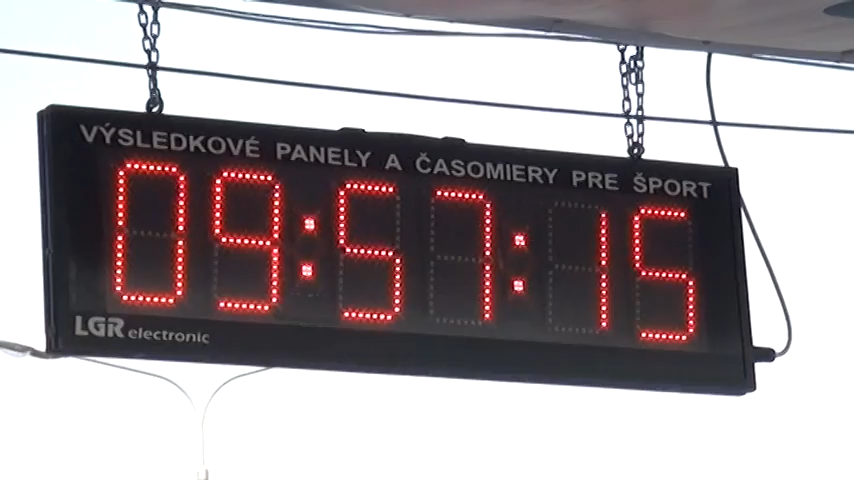 VÝSLEDKOVÉ PANELY A ČASOMIERY PRE ŠPORT
09:57:15
LGR electronic